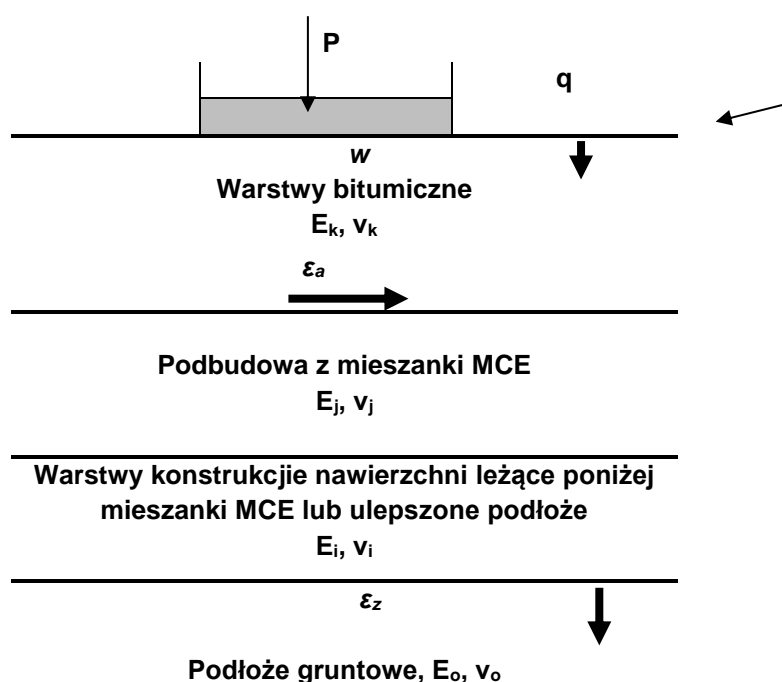 P
q
w
Warstwy bitumiczne
Eₖ, vₖ
εₐ
Podbudowa z mieszanki MCE
Eⱼ, vⱼ
Warstwy konstrukcjie nawierzchni leżące poniżej
mieszanki MCE lub ulepszone podłoże
Eᵢ, vᵢ
ε_z
Podłoże gruntowe, Eₒ, vₒ